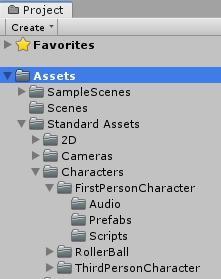 Project
Create
Favorites
Assets
SampleScenes
Scenes
Standard Assets
2D
Cameras
Characters
FirstPersonCharacter
Audio
Prefabs
Scripts
RollerBall
ThirdPersonCharacter